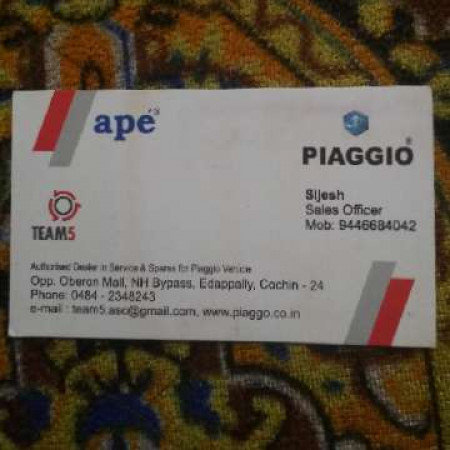 ape
PIAGGIO
Sijesh
Sales Officer
Mob: 9446684042
TEAM5
Authorised Dealer in Service & Spares for Piaggio Vehicle
Opp. Oberon Mall, NH Bypass, Edappally, Cochin - 24
Phone: 0484 - 2348243
e-mail : team5.aso@gmail.com, www.piaggo.co.in